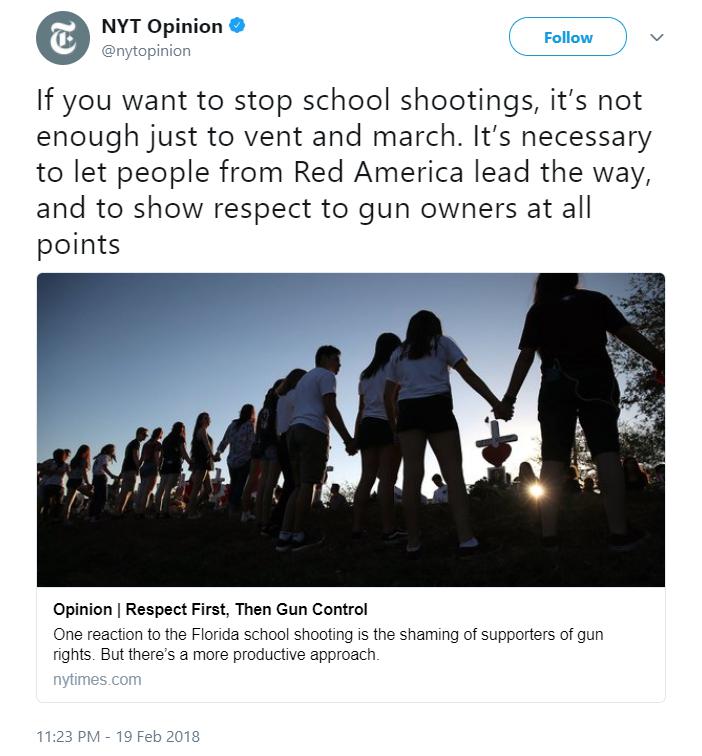 NYT Opinion
@nytopinion
Follow
If you want to stop school shootings, it's not
enough just to vent and march. It's necessary
to let people from Red America lead the way,
and to show respect to gun owners at all
points
Opinion | Respect First, Then Gun Control
One reaction to the Florida school shooting is the shaming of supporters of gun
rights. But there's a more productive approach.
nytimes.com
11:23 PM - 19 Feb 2018